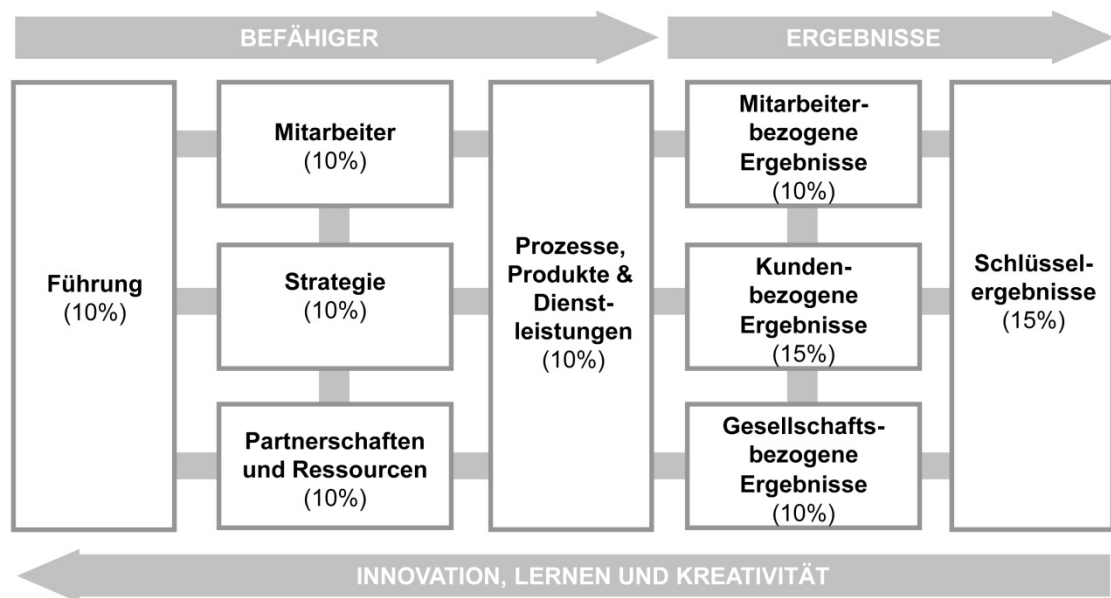 BEFÄHIGER
ERGEBNISSE
Führung
(10%)
Mitarbeiter
(10%)
Strategie
(10%)
Partnerschaften
und Ressourcen
(10%)
Prozesse,
Produkte &
Dienst-
leistungen
(10%)
Mitarbeiter-
bezogene
Ergebnisse
(10%)
Kunden-
bezogene
Ergebnisse
(15%)
Gesellschafts-
bezogene
Ergebnisse
(10%)
Schlüssel-
ergebnisse
(15%)
INNOVATION, LERNEN UND KREATIVITÄT